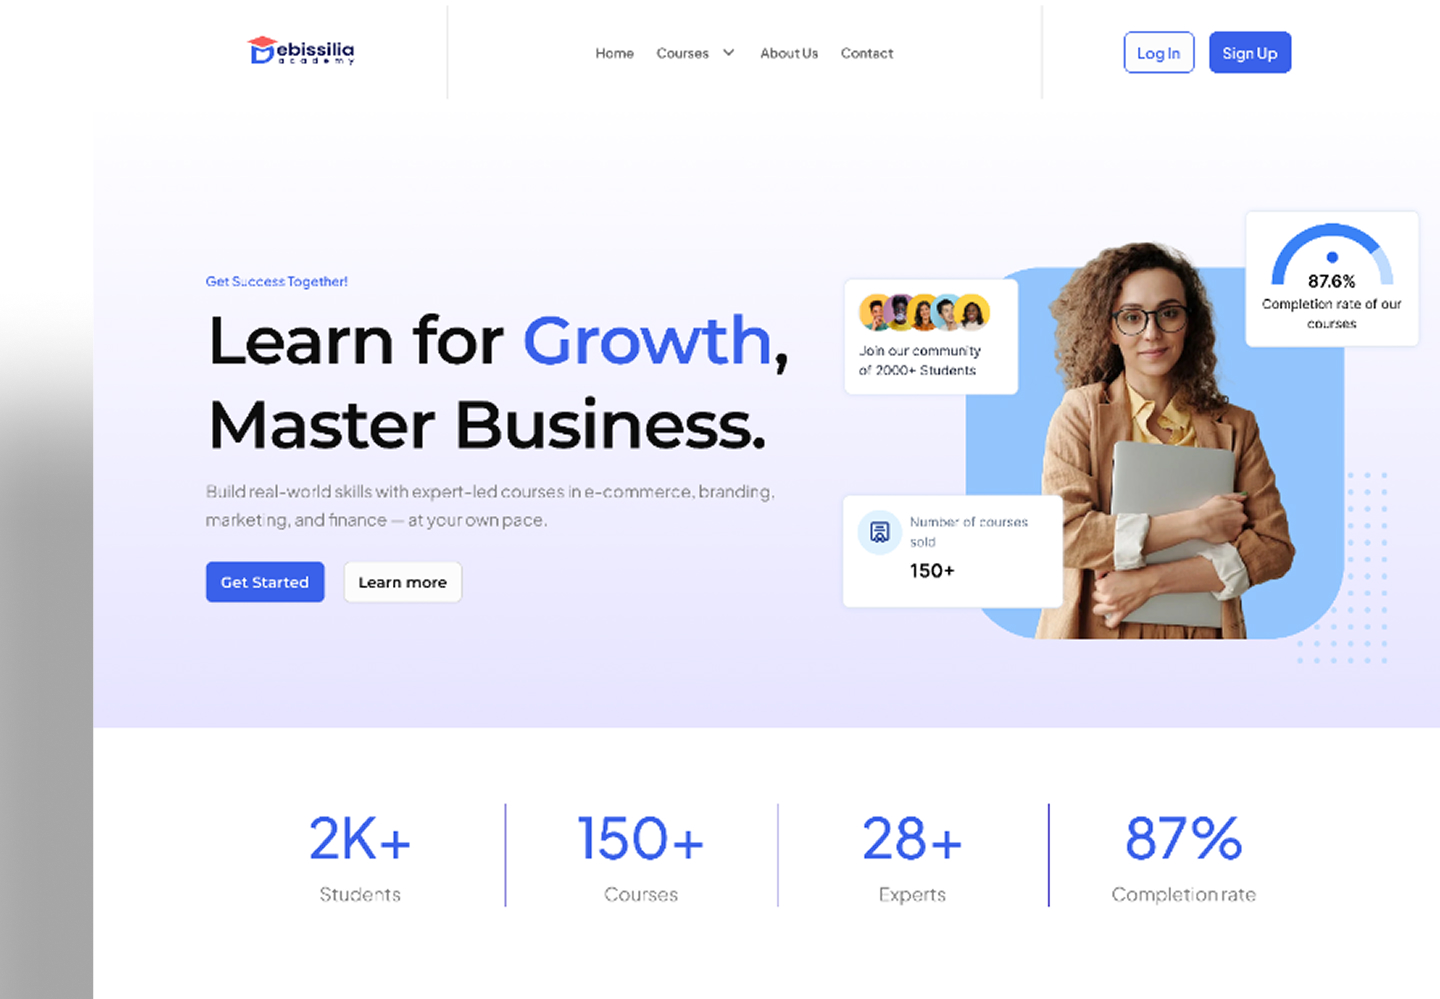 Debissilia
academy
Home Courses About Us Contact
Log In Sign Up
Get Success Together!
Learn for Growth,
Master Business.
Build real-world skills with expert-led courses in e-commerce, branding,
marketing, and finance — at your own pace.
Get Started Learn more
Join our community
of 2000+ Students
87.6%
Completion rate of our
courses
Number of courses
sold
150+
2K+
Students
150+
Courses
28+
Experts
87%
Completion rate